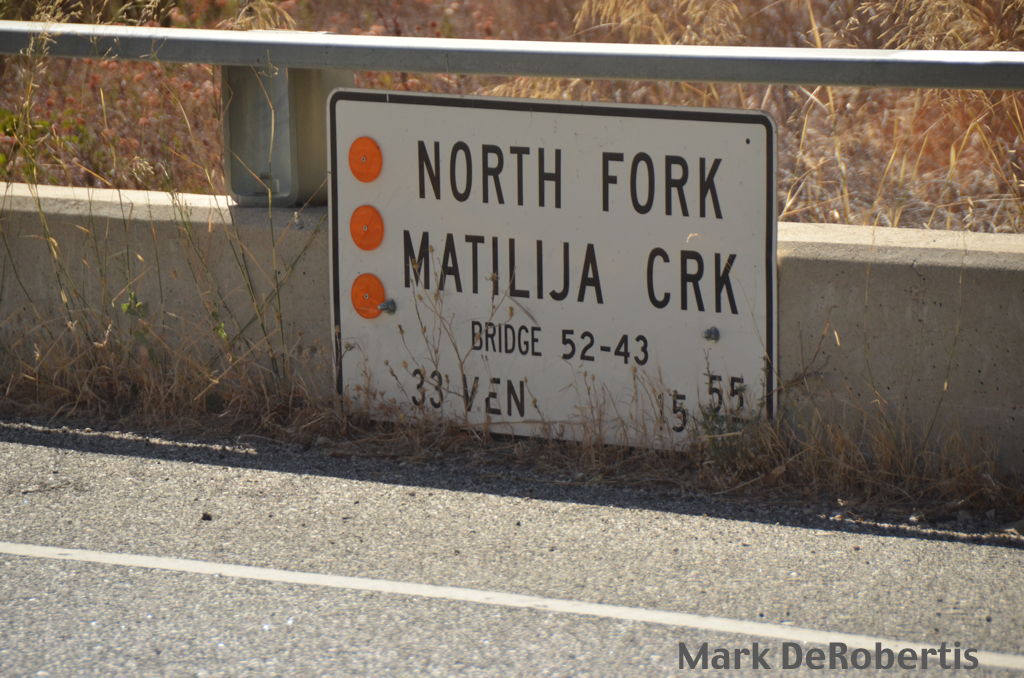 NORTH FORK
MATILIJA CRK
BRIDGE 52-43
33 VEN 15 55
Mark DeRobertis